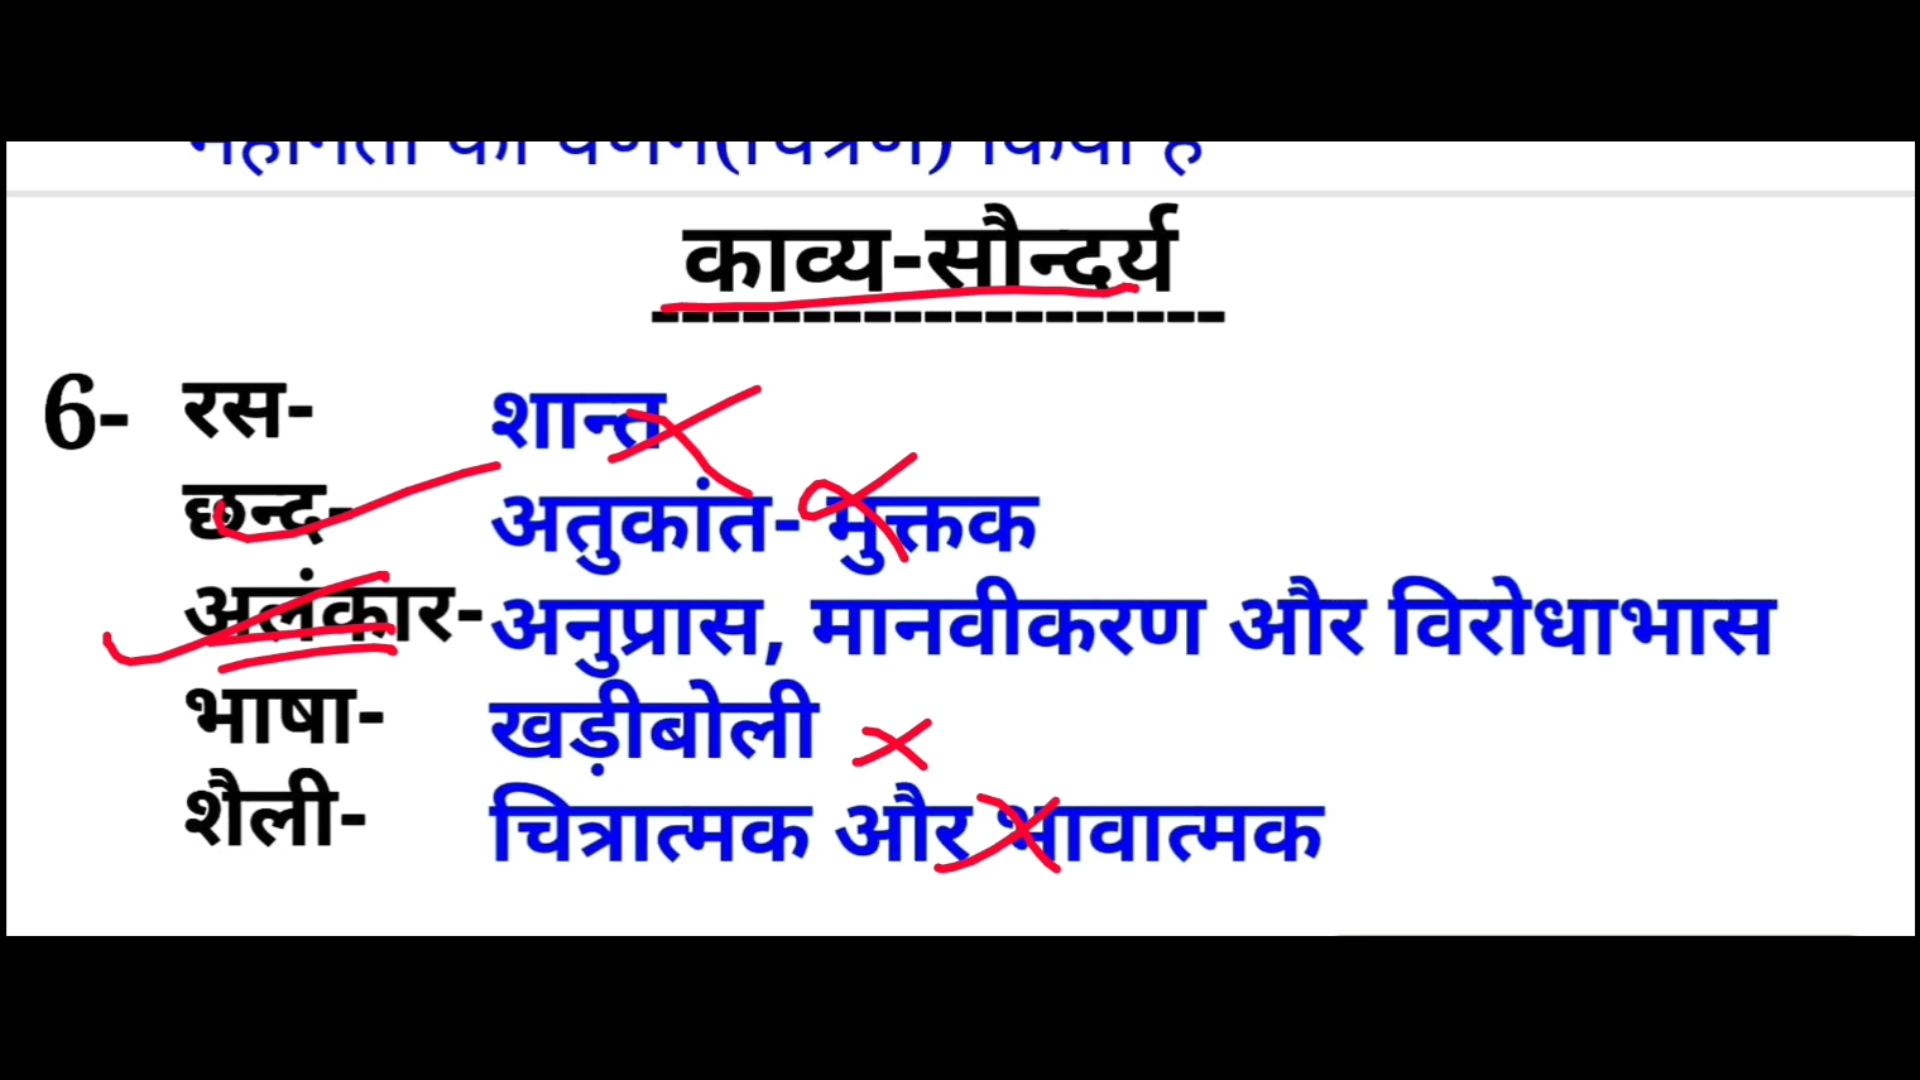 काव्य-सौन्दर्य
-------------------
6- रस- शान्त
छन्द- अतुकांत- मुक्तक
अलंकार- अनुप्रास, मानवीकरण और विरोधाभास
भाषा- खड़ीबोली
शैली- चित्रात्मक और भावात्मक